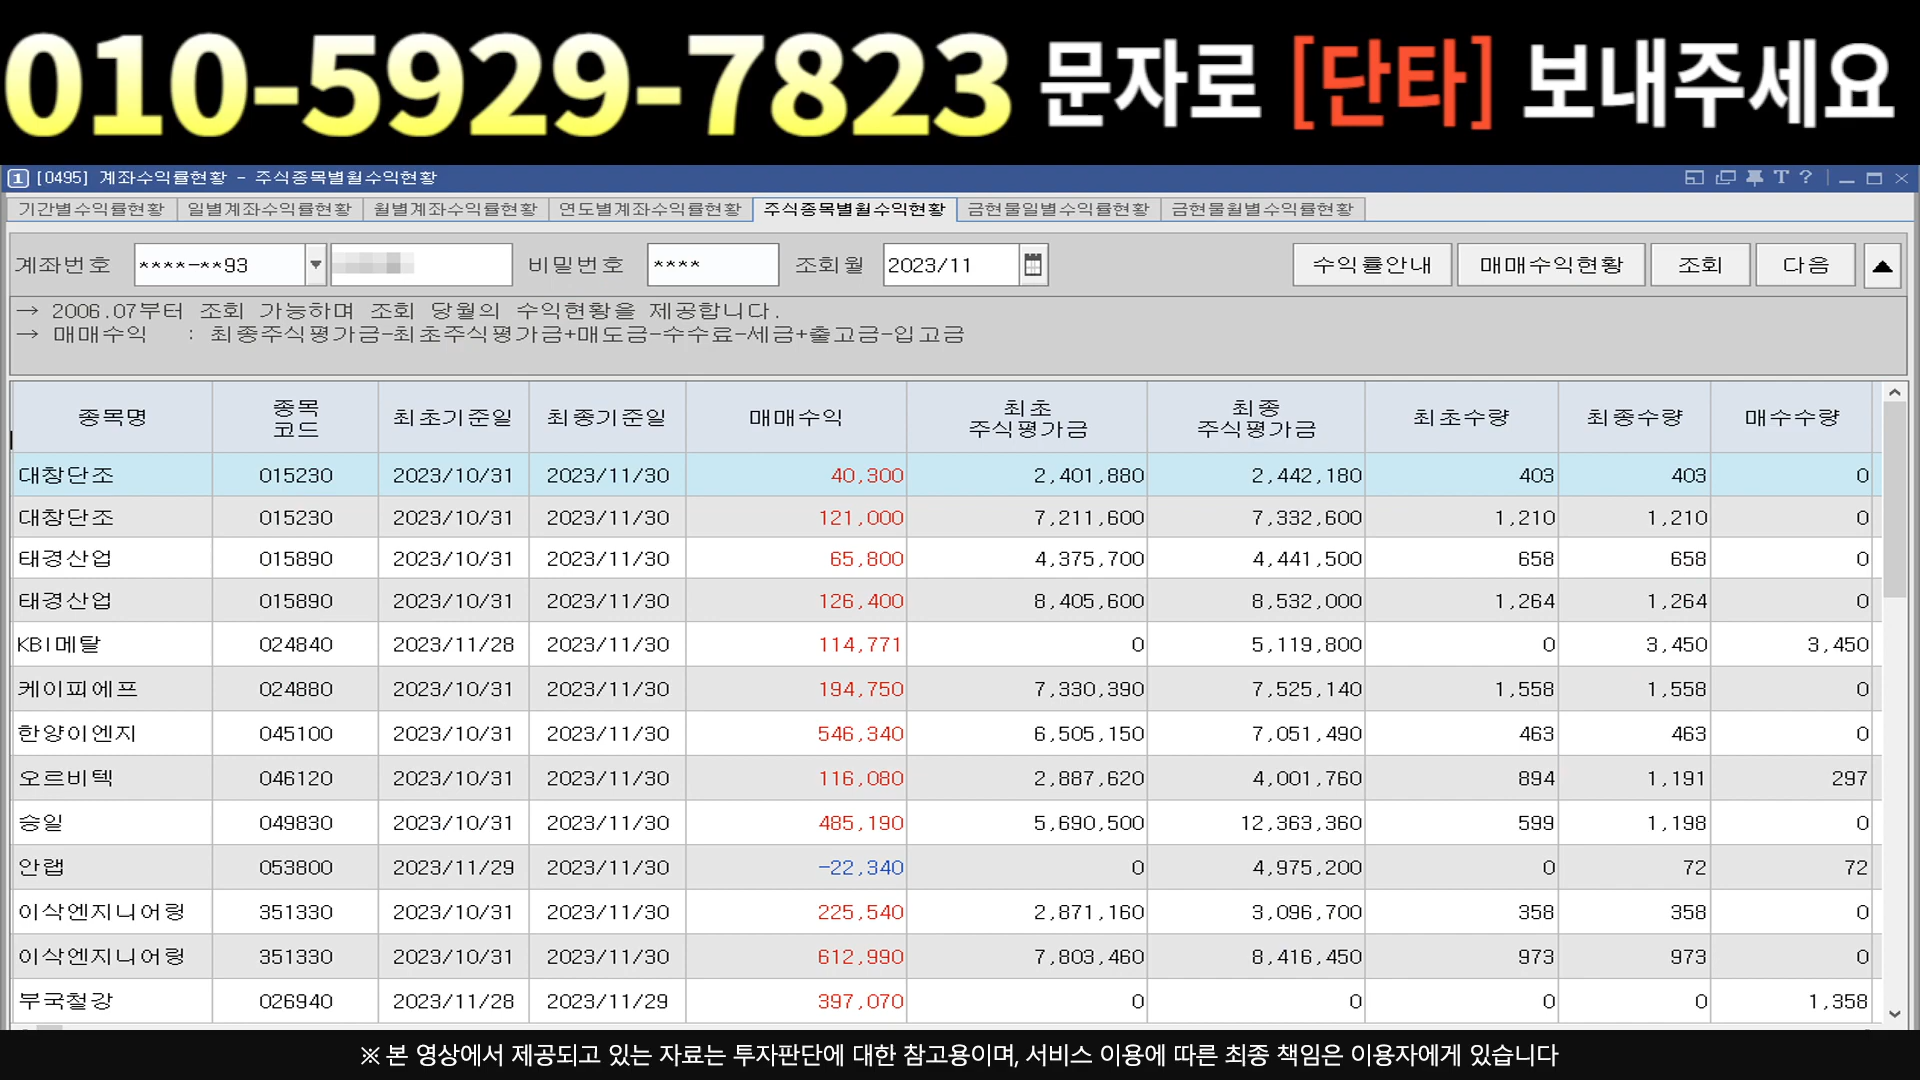 010-5929-7823 문자로 [단타] 보내주세요
1 [0495] 계좌수익률현황 - 주식종목별월수익현황 T ?
기간별수익률현황 일별계좌수익률현황 월별계좌수익률현황 연도별계좌수익률현황 주식종목별월수익현황 금현물일별수익률현황 금현물월별수익률현황
계좌번호 ****-**93 비밀번호 **** 조회월 2023/11 수익률안내 매매수익현황 조회 다음 ▲
→ 2006.07부터 조회 가능하며 조회 당월의 수익현황을 제공합니다.
→ 매매수익 : 최종주식평가금-최초주식평가금+매도금-수수료-세금+출고금-입고금
종목명 종목코드 최초기준일 최종기준일 매매수익 최초주식평가금 최종주식평가금 최초수량 최종수량 매수수량
대창단조 015230 2023/10/31 2023/11/30 40,300 2,401,880 2,442,180 403 403 0
대창단조 015230 2023/10/31 2023/11/30 121,000 7,211,600 7,332,600 1,210 1,210 0
태경산업 015890 2023/10/31 2023/11/30 65,800 4,375,700 4,441,500 658 658 0
태경산업 015890 2023/10/31 2023/11/30 126,400 8,405,600 8,532,000 1,264 1,264 0
KBI메탈 024840 2023/11/28 2023/11/30 114,771 0 5,119,800 0 3,450 3,450
케이피에프 024880 2023/10/31 2023/11/30 194,750 7,330,390 7,525,140 1,558 1,558 0
한양이엔지 045100 2023/10/31 2023/11/30 546,340 6,505,150 7,051,490 463 463 0
오르비텍 046120 2023/10/31 2023/11/30 116,080 2,887,620 4,001,760 894 1,191 297
승일 049830 2023/10/31 2023/11/30 485,190 5,690,500 12,363,360 599 1,198 0
안랩 053800 2023/11/29 2023/11/30 -22,340 0 4,975,200 0 72 72
이삭엔지니어링 351330 2023/10/31 2023/11/30 225,540 2,871,160 3,096,700 358 358 0
이삭엔지니어링 351330 2023/10/31 2023/11/30 612,990 7,803,460 8,416,450 973 973 0
부국철강 026940 2023/11/28 2023/11/29 397,070 0 0 0 0 1,358
※ 본 영상에서 제공되고 있는 자료는 투자판단에 대한 참고용이며, 서비스 이용에 따른 최종 책임은 이용자에게 있습니다